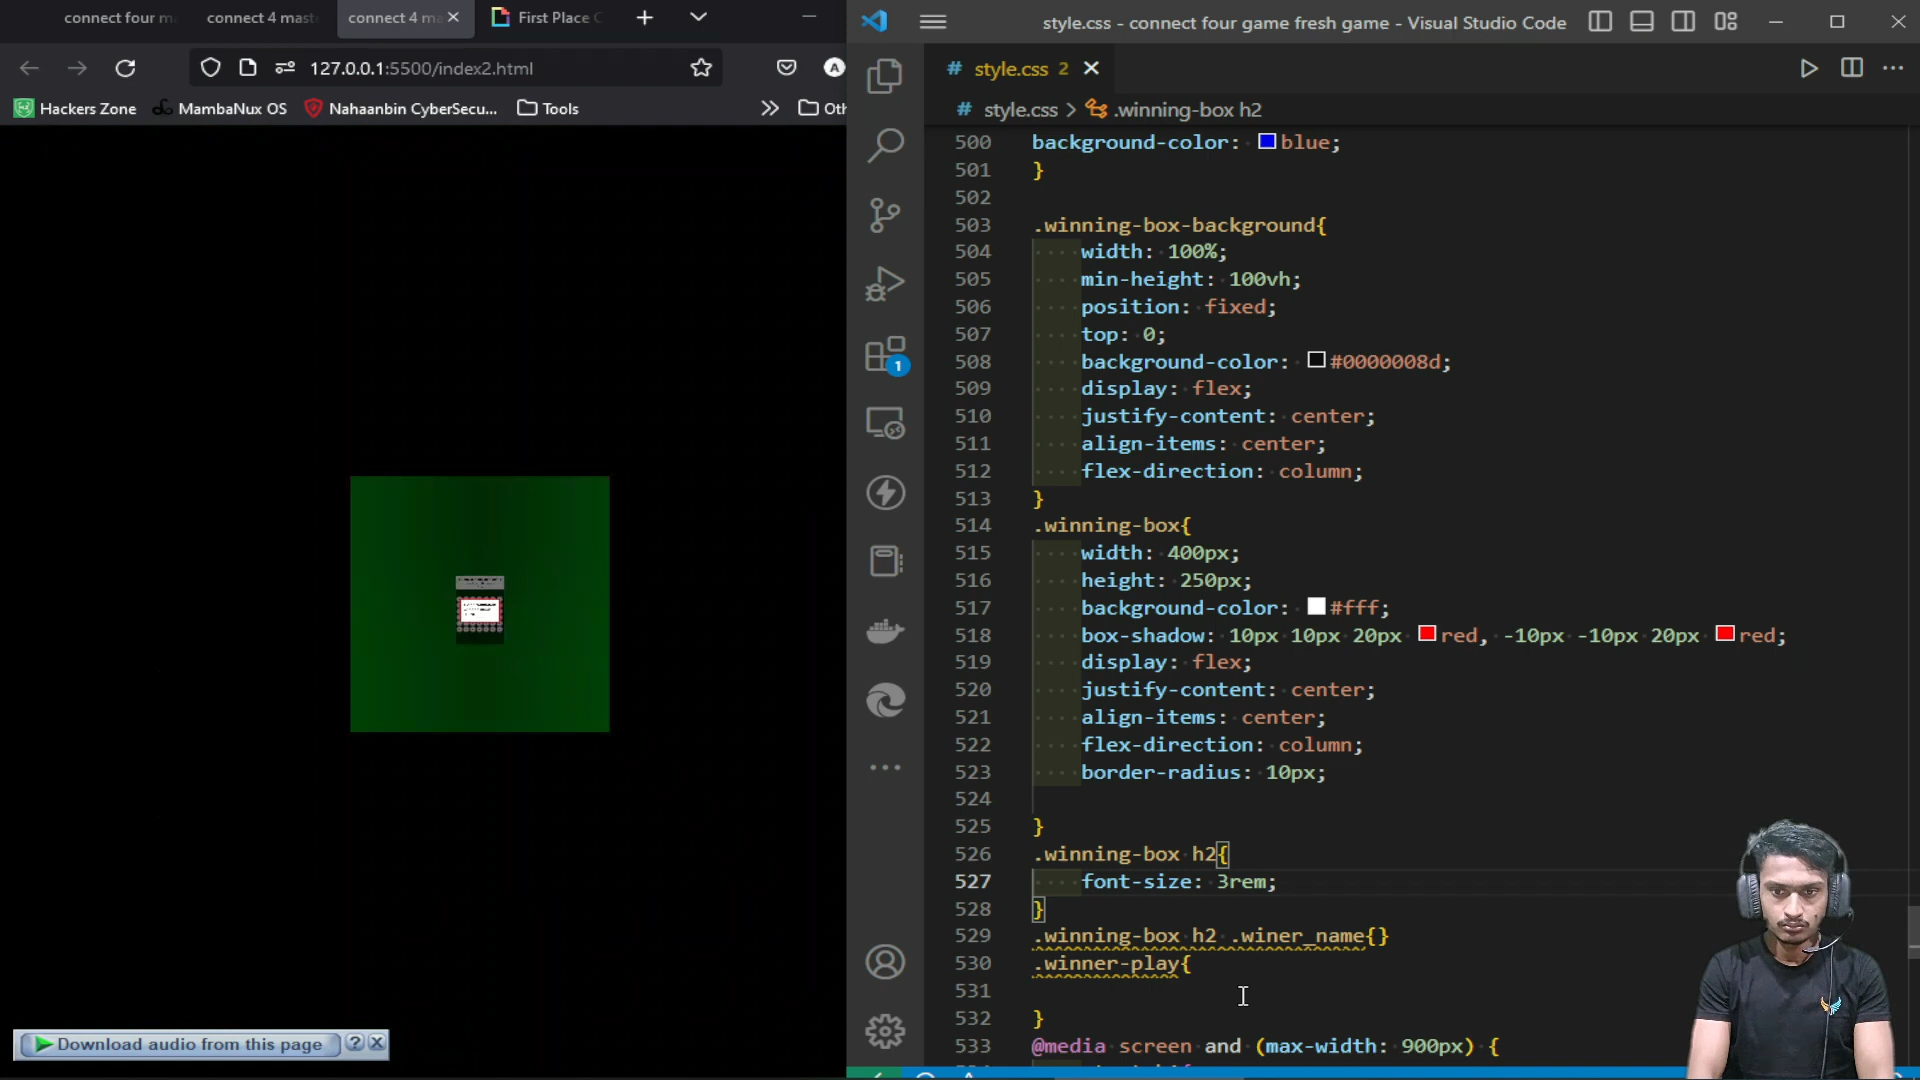 connect four m
connect 4 mast
connect 4 ma
First Place C
127.0.0.1:5500/index2.html
A
Hackers Zone
MambaNux OS
Nahaanbin CyberSecu...
Tools
Oth
Download audio from this page
style.css - connect four game fresh game - Visual Studio Code
# style.css 2
# style.css > .winning-box h2
1
500 background-color: blue;
501 }
502
503 .winning-box-background{
504 width: 100%;
505 min-height: 100vh;
506 position: fixed;
507 top: 0;
508 background-color: #0000008d;
509 display: flex;
510 justify-content: center;
511 align-items: center;
512 flex-direction: column;
513 }
514 .winning-box{
515 width: 400px;
516 height: 250px;
517 background-color: #fff;
518 box-shadow: 10px 10px 20px red, -10px -10px 20px red;
519 display: flex;
520 justify-content: center;
521 align-items: center;
522 flex-direction: column;
523 border-radius: 10px;
524
525 }
526 .winning-box h2{
527 font-size: 3rem;
528 }
529 .winning-box h2 .winer_name{}
530 .winner-play{
531
532 }
533 @media screen and (max-width: 900px) {